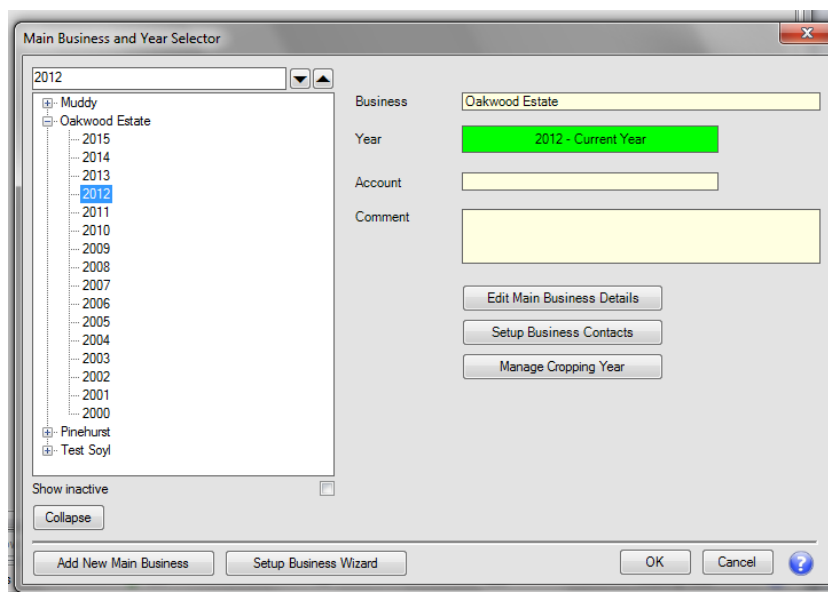 Main Business and Year Selector
2012
Muddy
Oakwood Estate
2015
2014
2013
2012
2011
2010
2009
2008
2007
2006
2005
2004
2003
2002
2001
2000
Pinehurst
Test Soyl
Show inactive
Collapse
Business Oakwood Estate
Year 2012 - Current Year
Account
Comment
Edit Main Business Details
Setup Business Contacts
Manage Cropping Year
Add New Main Business Setup Business Wizard OK Cancel ?